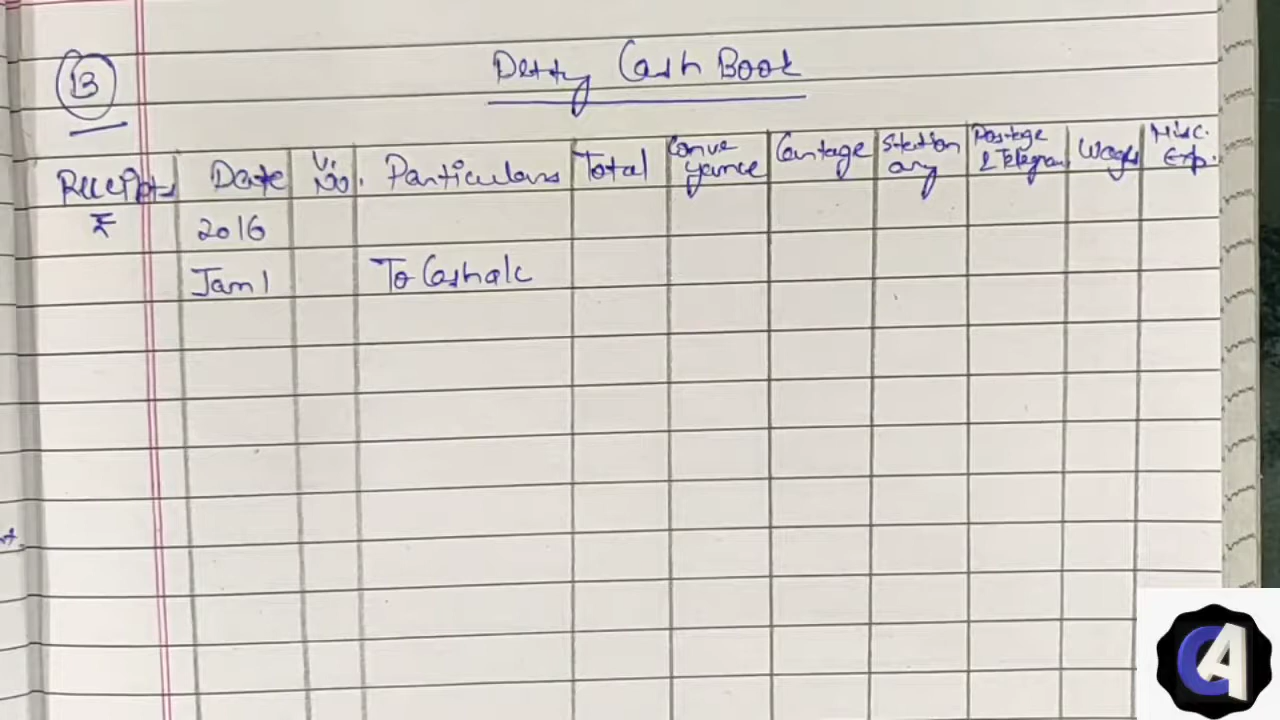 13
Petty Cash Book
Receipts Date V. No. Particulars Total Conveyance Cartage Stationary Postage & Telegram Wages Misc. Exp.
₹ 2016
Jan 1 To Cash a/c
CA